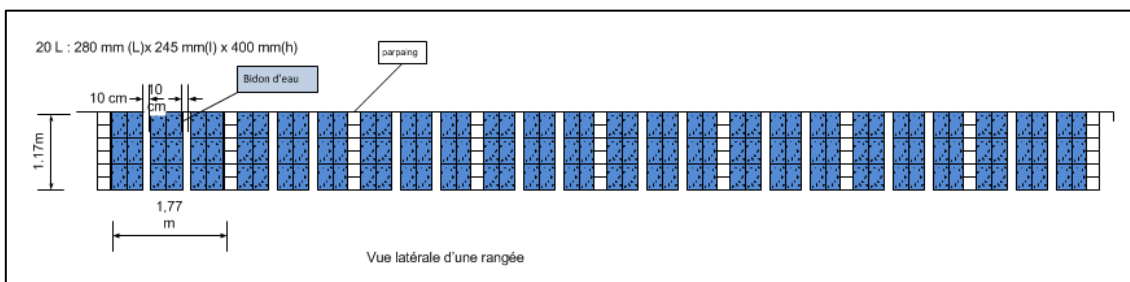 20 L : 280 mm (L)x 245 mm(l) x 400 mm(h)
parpaing
Bidon d'eau
10 cm
10
cm
1.17m
1,77
m
Vue latérale d'une rangée